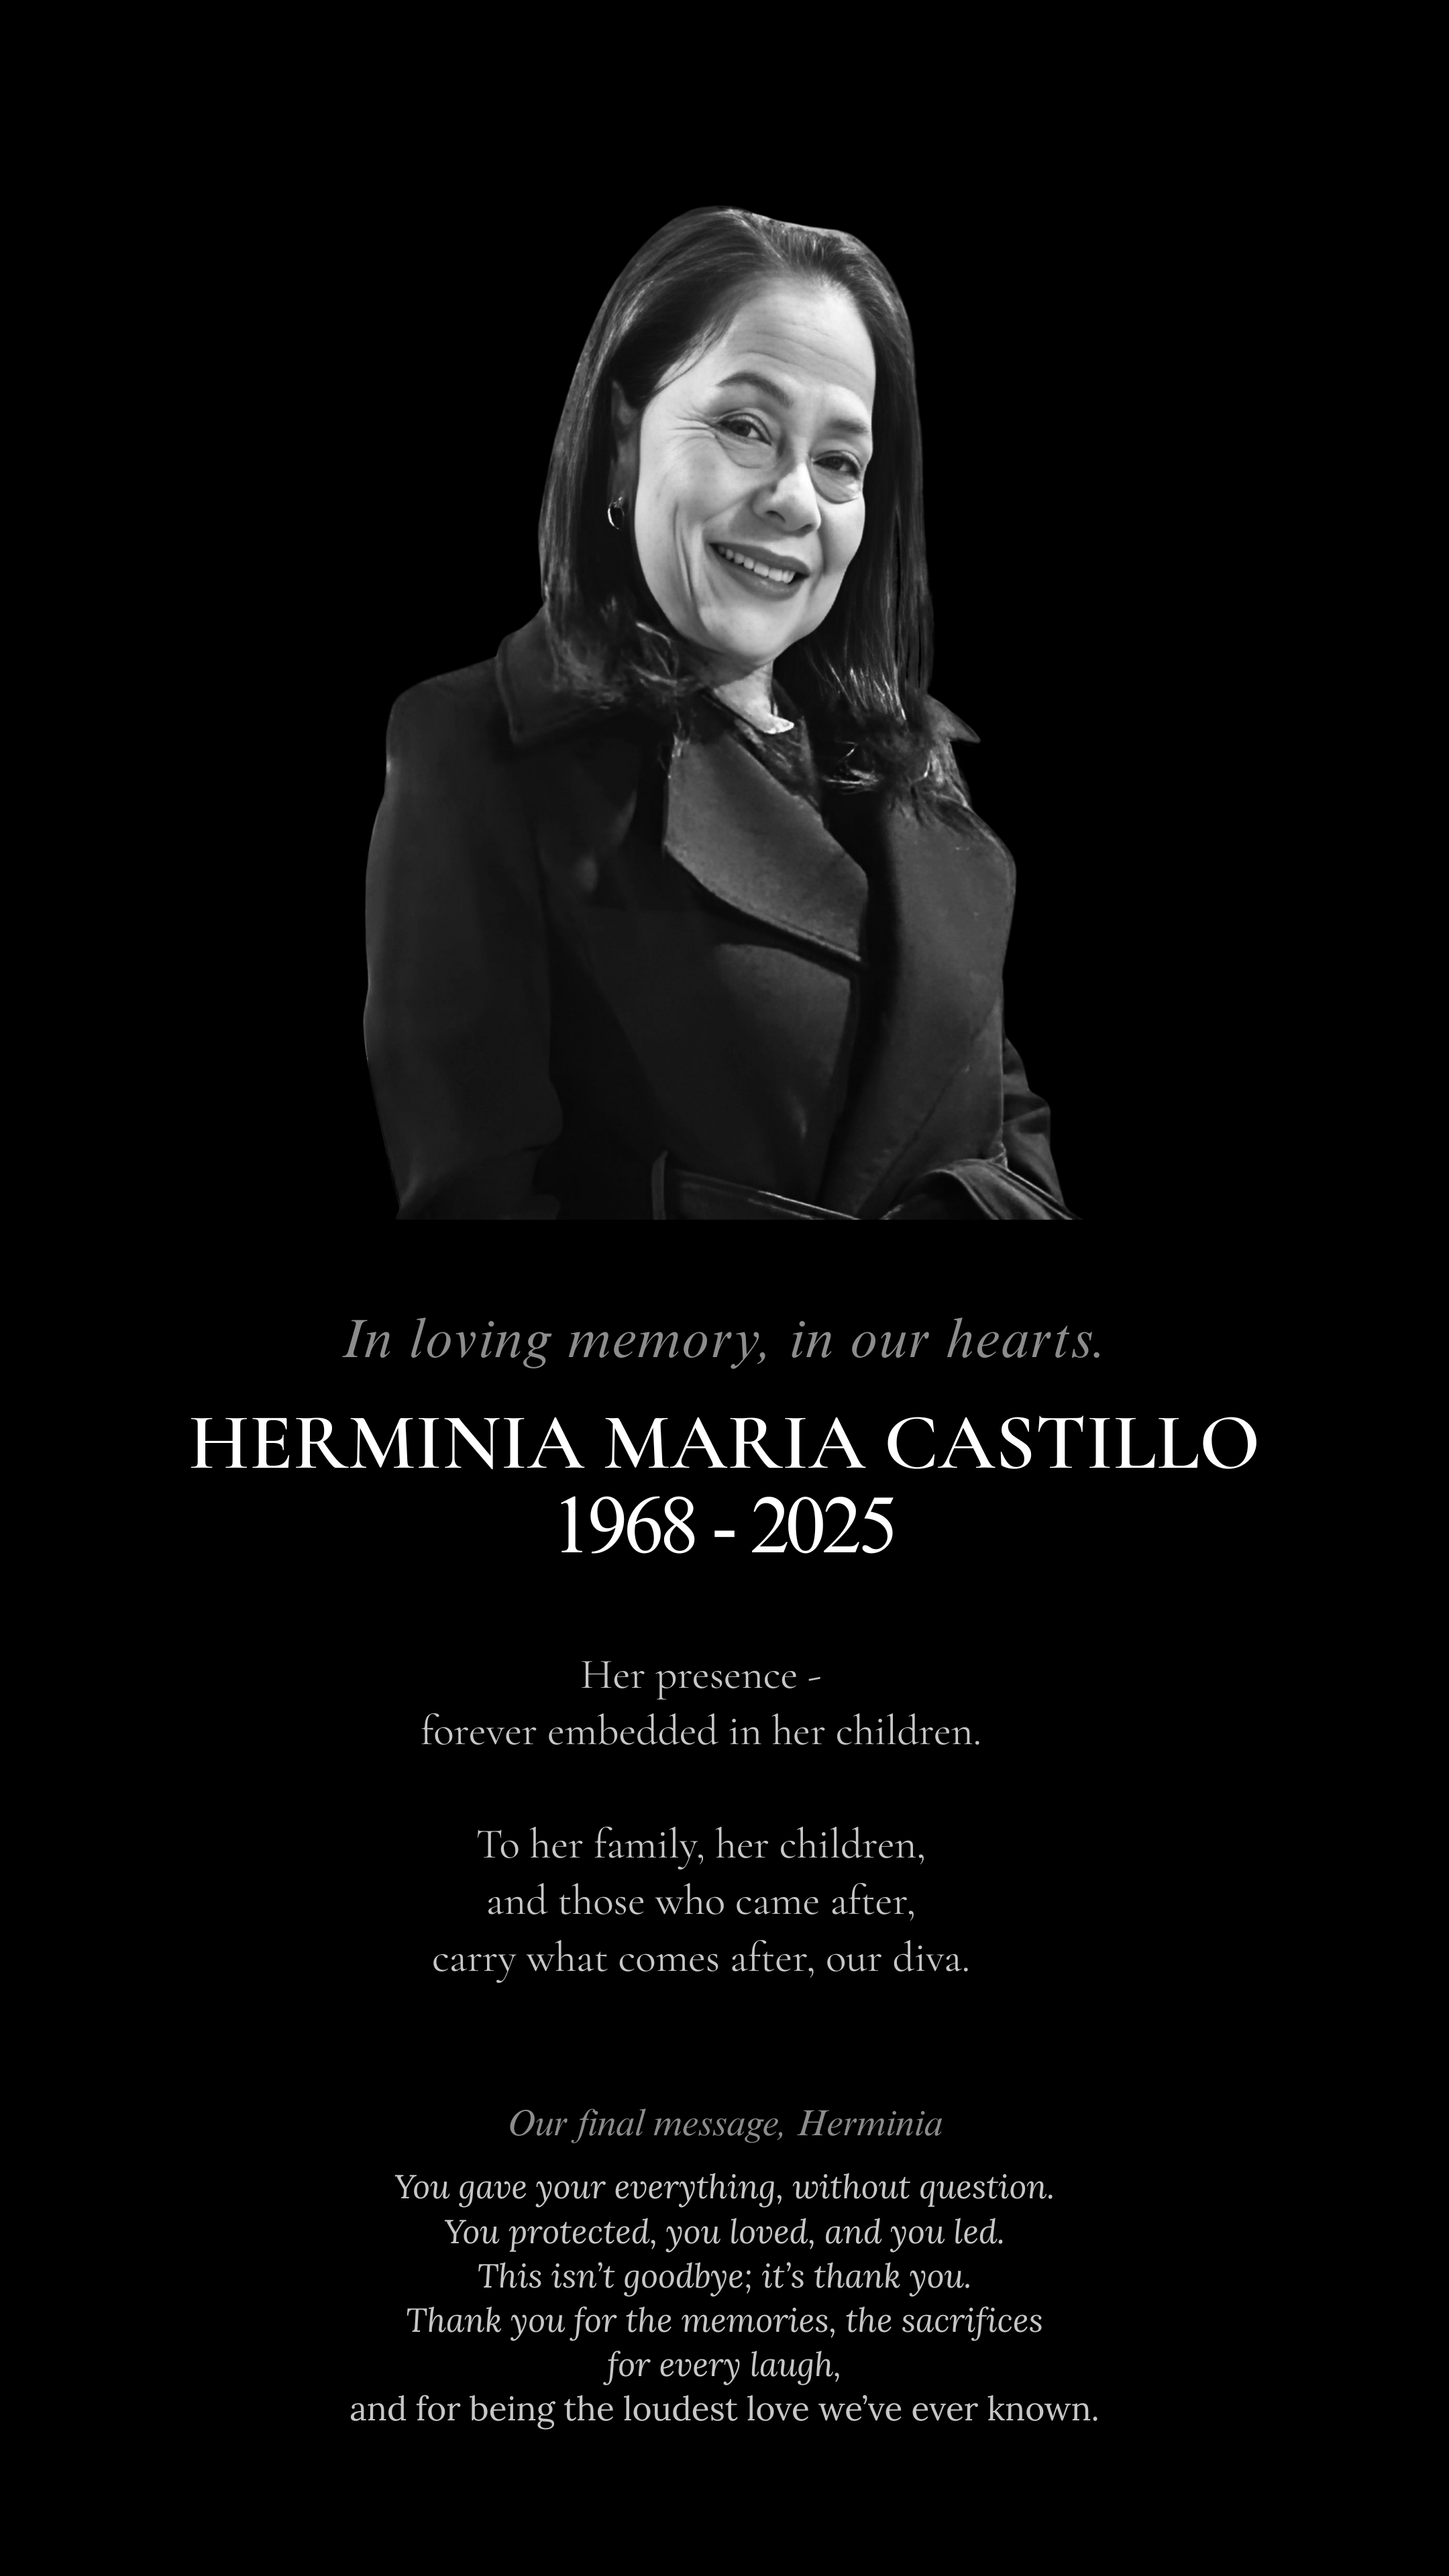 In loving memory, in our hearts.
HERMINIA MARIA CASTILLO
1968 - 2025
Her presence -
forever embedded in her children.
To her family, her children,
and those who came after,
carry what comes after, our diva.
Our final message, Herminia
You gave your everything, without question.
You protected, you loved, and you led.
This isn’t goodbye; it’s thank you.
Thank you for the memories, the sacrifices
for every laugh,
and for being the loudest love we’ve ever known.